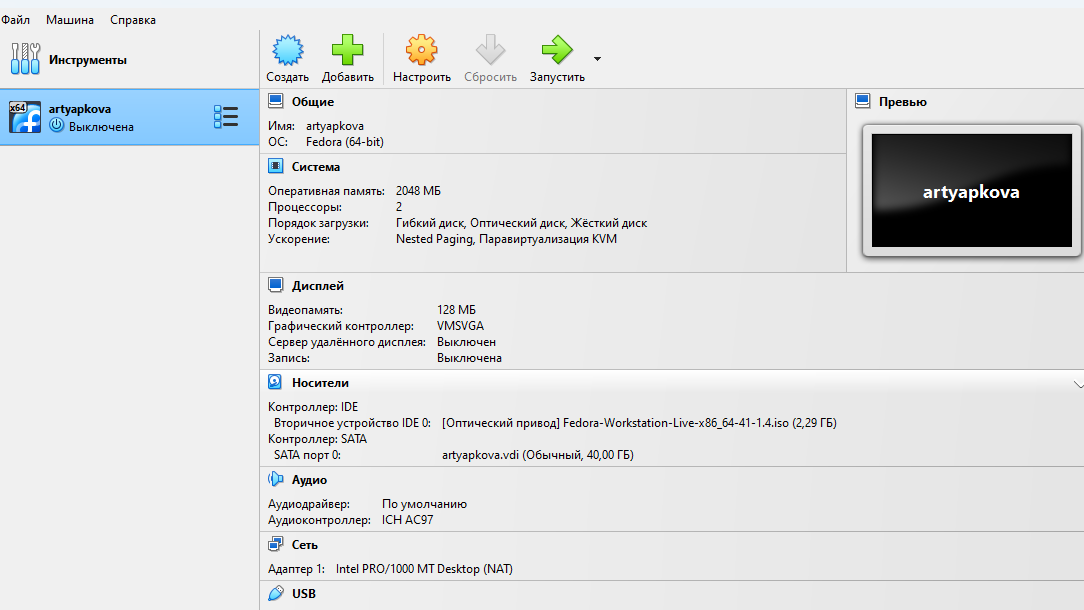 Файл Машина Справка
Инструменты
Создать Добавить Настроить Сбросить Запустить
x64
artyapkova
Выключена
Общие
Имя: artyapkova
ОС: Fedora (64-bit)
Превью
artyapkova
Система
Оперативная память: 2048 МБ
Процессоры: 2
Порядок загрузки: Гибкий диск, Оптический диск, Жёсткий диск
Ускорение: Nested Paging, Паравиртуализация KVM
Дисплей
Видеопамять: 128 МБ
Графический контроллер: VMSVGA
Сервер удалённого дисплея: Выключен
Запись: Выключена
Носители
Контроллер: IDE
Вторичное устройство IDE 0: [Оптический привод] Fedora-Workstation-Live-x86_64-41-1.4.iso (2,29 ГБ)
Контроллер: SATA
SATA порт 0: artyapkova.vdi (Обычный, 40,00 ГБ)
Аудио
Аудиодрайвер: По умолчанию
Аудиоконтроллер: ICH AC97
Сеть
Адаптер 1: Intel PRO/1000 MT Desktop (NAT)
USB